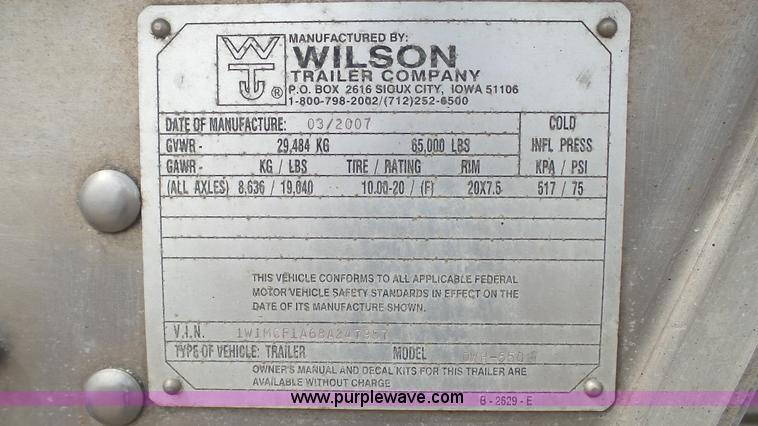 MANUFACTURED BY:
WILSON
TRAILER COMPANY
P.O. BOX 2616 SIOUX CITY, IOWA 51106
1-800-798-2002/(712)252-6500
WT ®
DATE OF MANUFACTURE: 03/2007 COLD
GVWR - 29,484 KG 65,000 LBS INFL PRESS
GAWR - KG / LBS TIRE / RATING RIM KPA / PSI
(ALL AXLES) 8,636 / 19,040 10.00-20 / (F) 20X7.5 517 / 75
THIS VEHICLE CONFORMS TO ALL APPLICABLE FEDERAL
MOTOR VEHICLE SAFETY STANDARDS IN EFFECT ON THE
DATE OF ITS MANUFACTURE SHOWN.
V.I.N.
TYPE OF VEHICLE: TRAILER MODEL
OWNER'S MANUAL AND DECAL KITS FOR THIS TRAILER ARE
AVAILABLE WITHOUT CHARGE
B - 2629 - E
www.purplewave.com